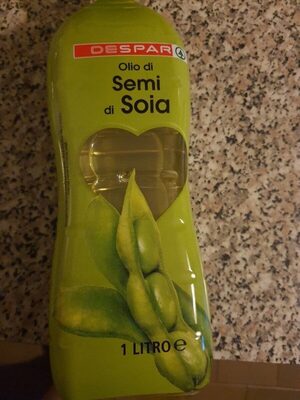 DESPAR
Olio di
Semi
di Soia
1 LITRO ℮